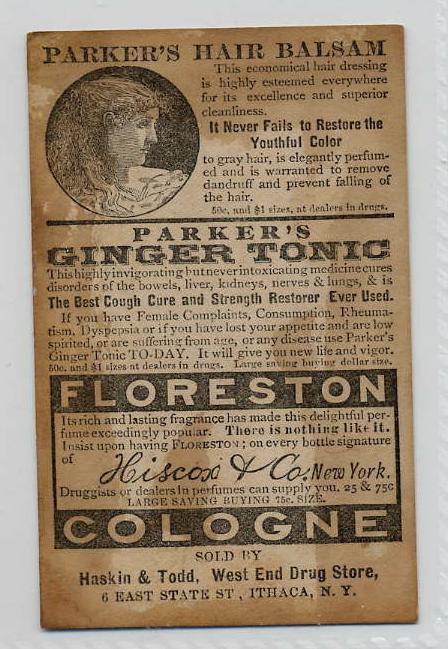 PARKER'S HAIR BALSAM
This economical hair dressing
is highly esteemed everywhere
for its excellence and superior
cleanliness.
It Never Fails to Restore the
Youthful Color
to gray hair, is elegantly perfum-
ed and is warranted to remove
dandruff and prevent falling of
the hair.
50c. and $1 sizes, at dealers in drugs.
PARKER'S
GINGER TONIC
This highly invigorating but never intoxicating medicine cures
disorders of the bowels, liver, kidneys, nerves & lungs, & is
The Best Cough Cure and Strength Restorer Ever Used.
If you have Female Complaints, Consumption, Rheuma-
tism, Dyspepsia or if you have lost your appetite and are low
spirited, or are suffering from age, or any disease use Parker's
Ginger Tonic TO-DAY. It will give you new life and vigor.
50c. and $1 sizes at dealers in drugs. Large saving buying dollar size.
FLORESTON
Its rich and lasting fragrance has made this delightful per-
fume exceedingly popular. There is nothing like it.
Insist upon having FLORESTON; on every bottle signature
of Hiscox & Co. New York.
Druggists or dealers in perfumes can supply you. 25 & 75c
LARGE SAVING BUYING 75c. SIZE.
COLOGNE
SOLD BY
Haskin & Todd, West End Drug Store,
6 EAST STATE ST, ITHACA, N. Y.